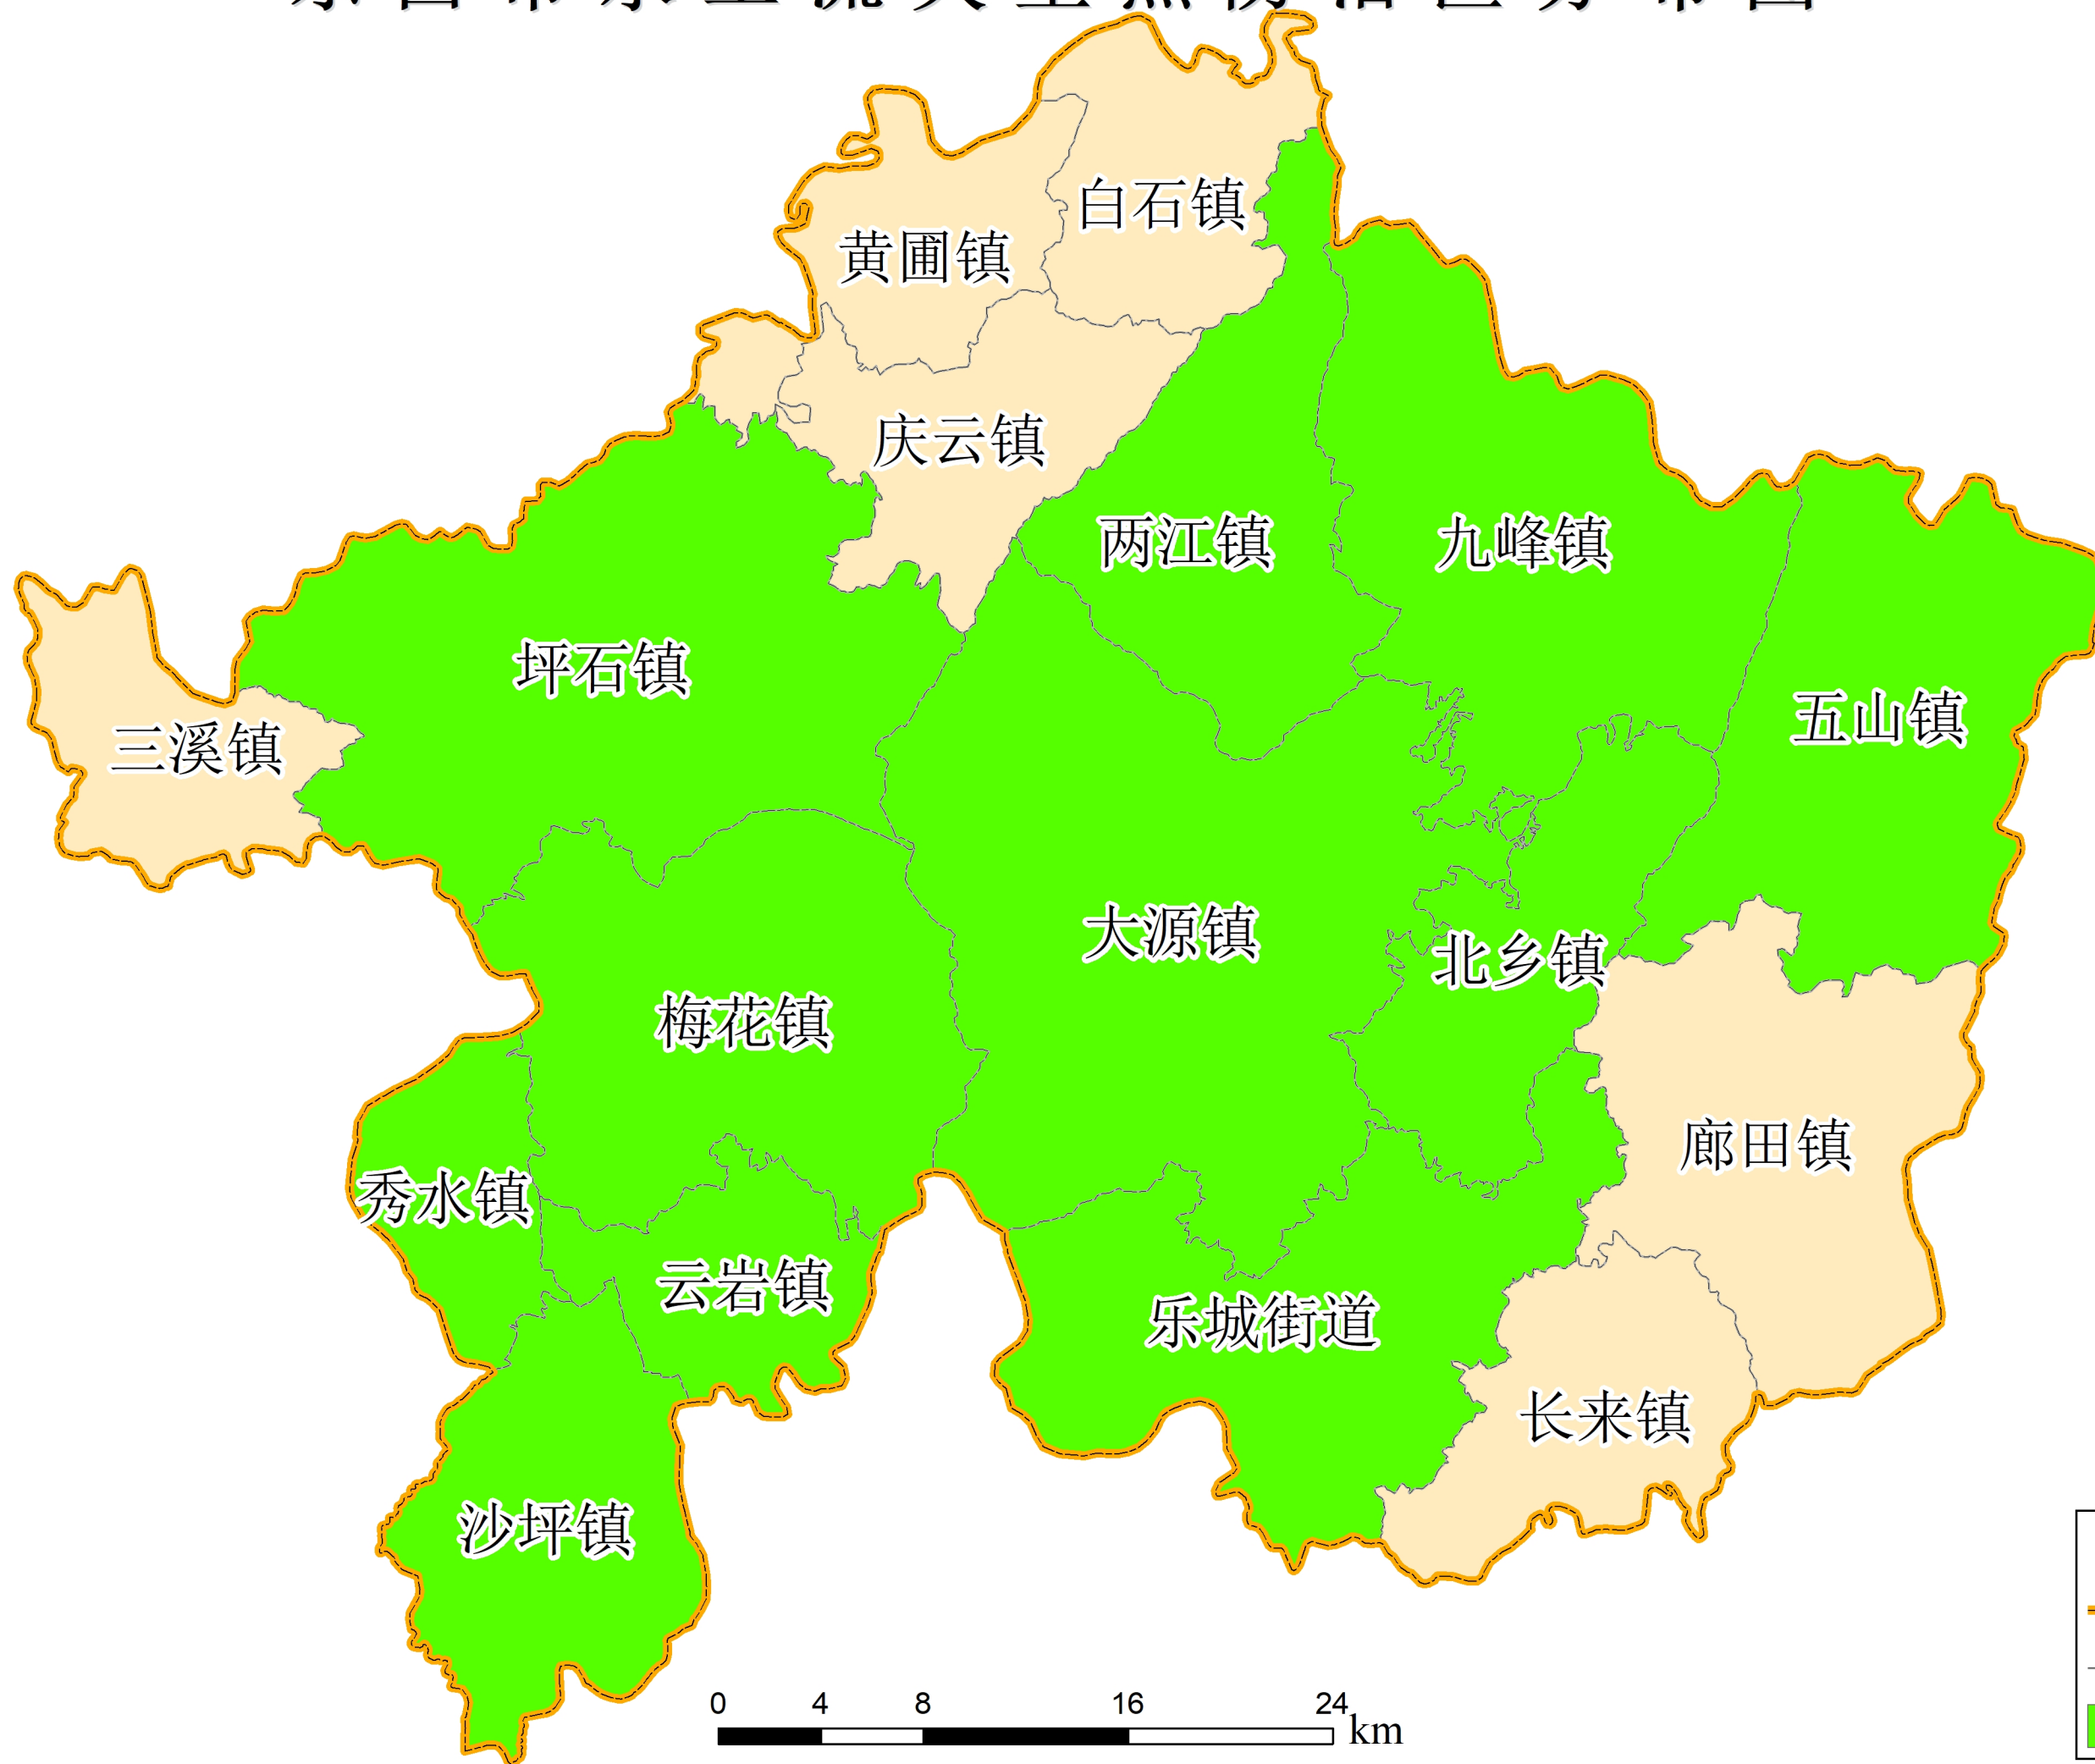 白石镇
黄圃镇
庆云镇
两江镇
九峰镇
坪石镇
五山镇
三溪镇
大源镇
北乡镇
梅花镇
廊田镇
秀水镇
云岩镇
乐城街道
长来镇
沙坪镇
0 4 8 16 24
km